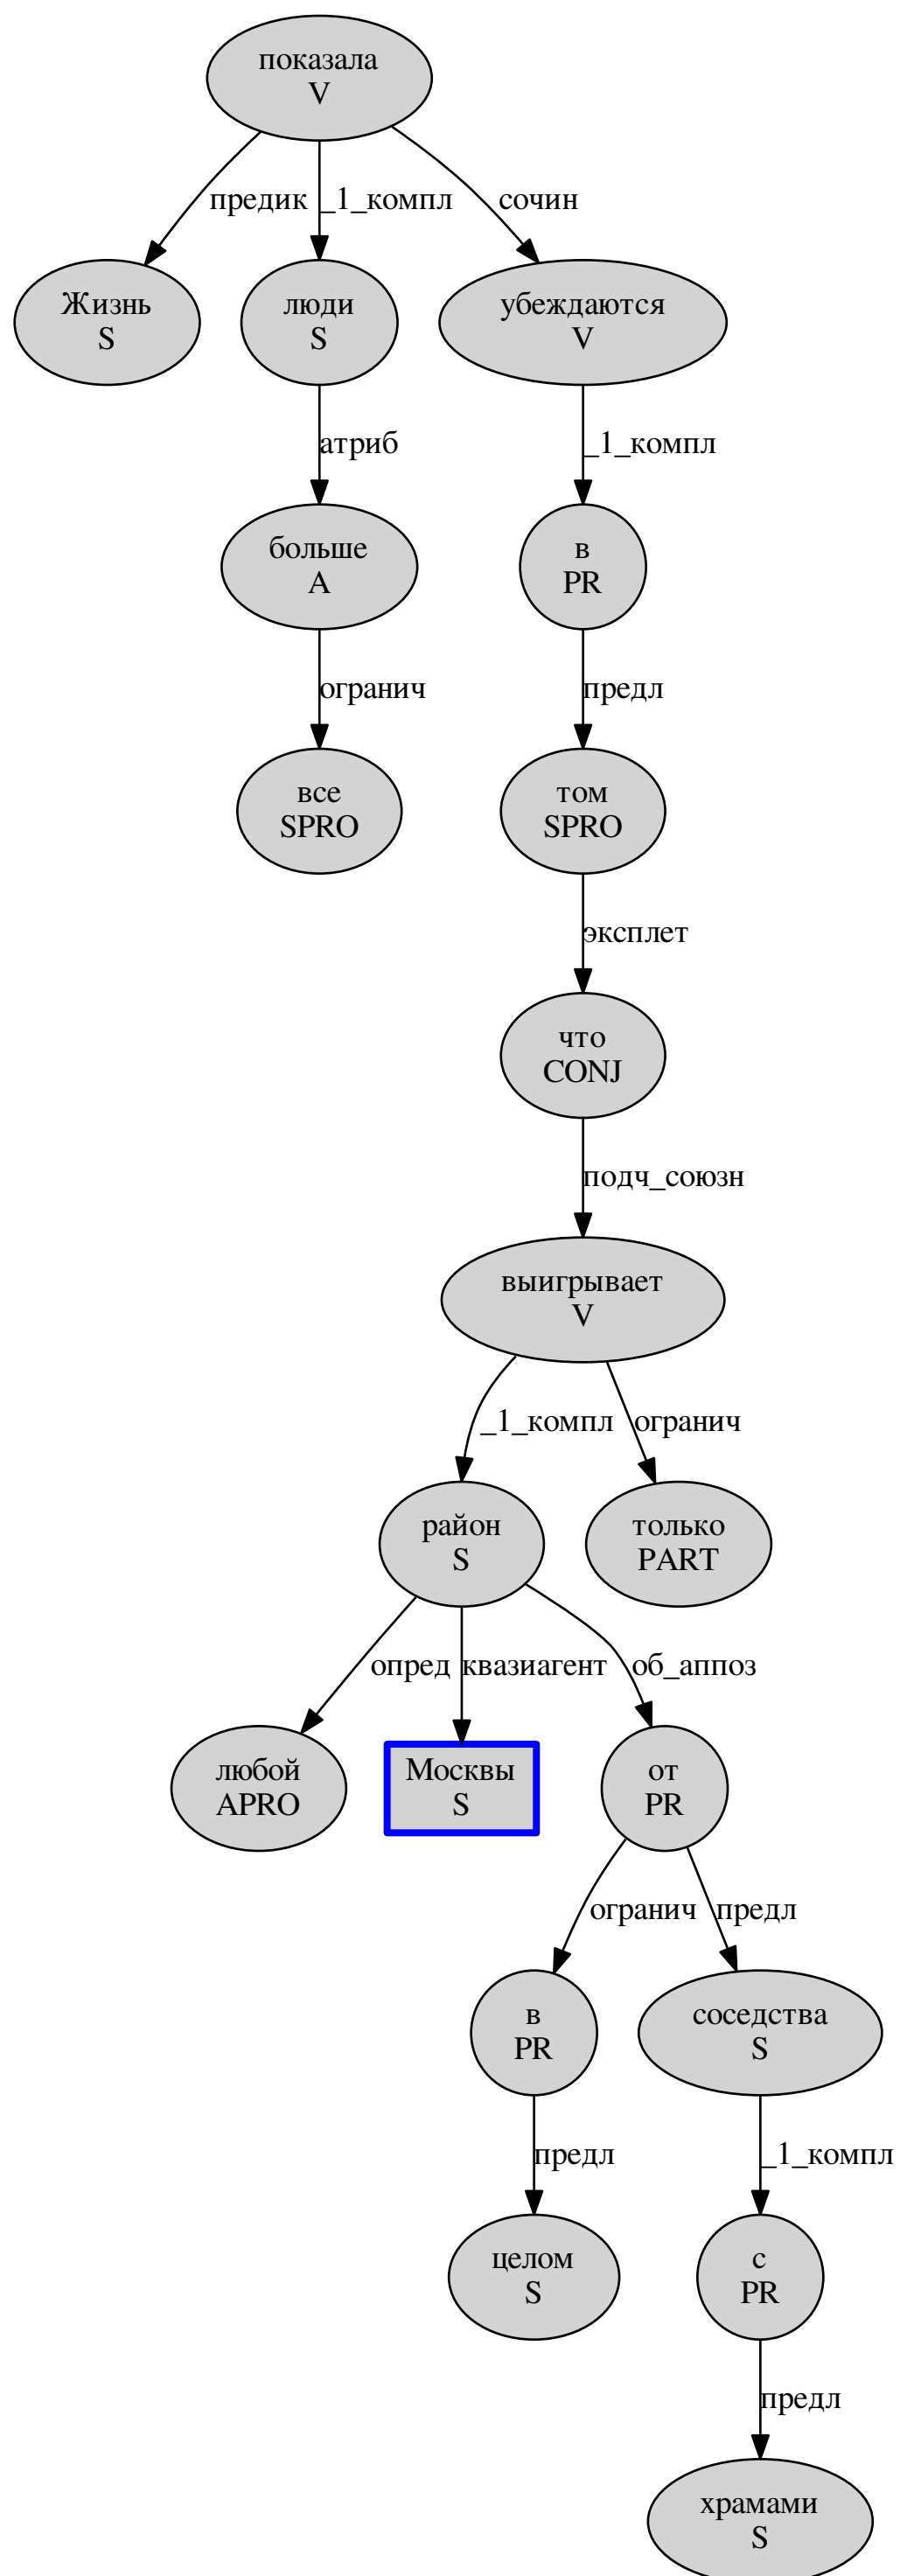 показала
V
предик
_1_компл
сочин
Жизнь
S
люди
S
убеждаются
V
атриб
_1_компл
больше
A
в
PR
огранич
предл
все
SPRO
том
SPRO
эксплет
что
CONJ
подч_союзн
выигрывает
V
_1_компл
огранич
район
S
только
PART
опред
квазиагент
об_аппоз
любой
APRO
Москвы
S
от
PR
огранич
предл
в
PR
соседства
S
предл
_1_компл
целом
S
с
PR
предл
храмами
S